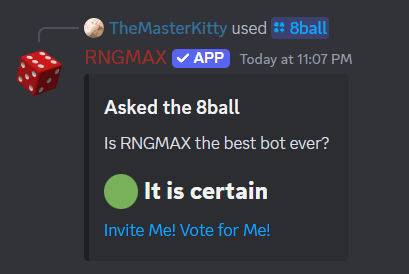 TheMasterKitty used 8ball
RNGMAX ✓ APP Today at 11:07 PM
Asked the 8ball
Is RNGMAX the best bot ever?
It is certain
Invite Me! Vote for Me!